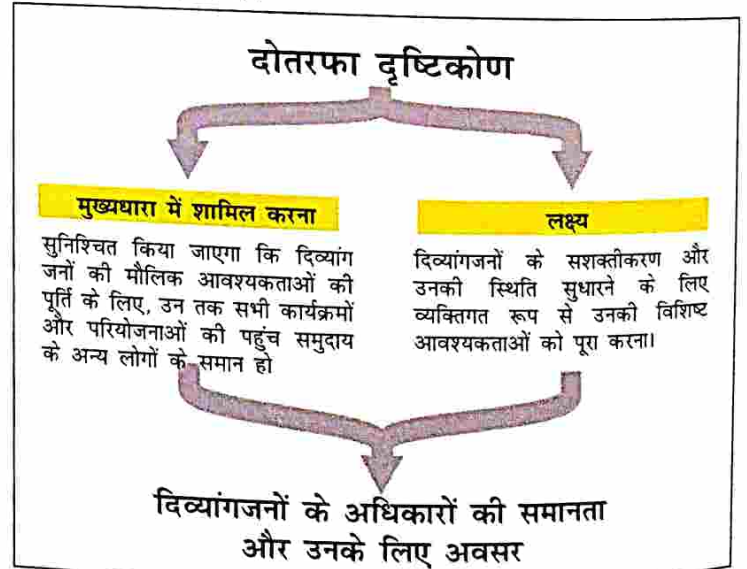 दोतरफा दृष्टिकोण
मुख्यधारा में शामिल करना
सुनिश्चित किया जाएगा कि दिव्यांग
जनों की मौलिक आवश्यकताओं की
पूर्ति के लिए, उन तक सभी कार्यक्रमों
और परियोजनाओं की पहुंच समुदाय
के अन्य लोगों के समान हो
लक्ष्य
दिव्यांगजनों के सशक्तीकरण और
उनकी स्थिति सुधारने के लिए
व्यक्तिगत रूप से उनकी विशिष्ट
आवश्यकताओं को पूरा करना।
दिव्यांगजनों के अधिकारों की समानता
और उनके लिए अवसर